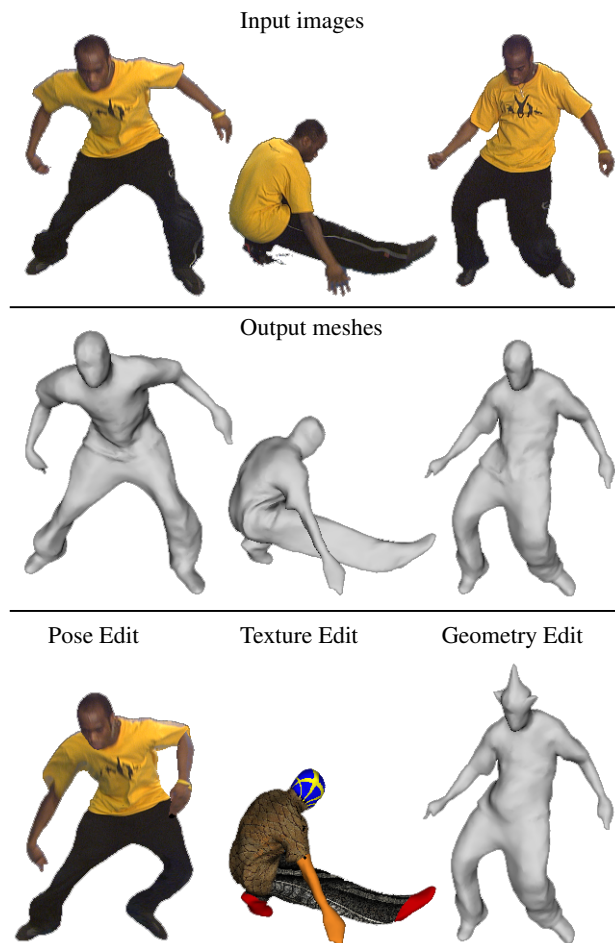 Input images
Output meshes
Pose Edit
Texture Edit
Geometry Edit